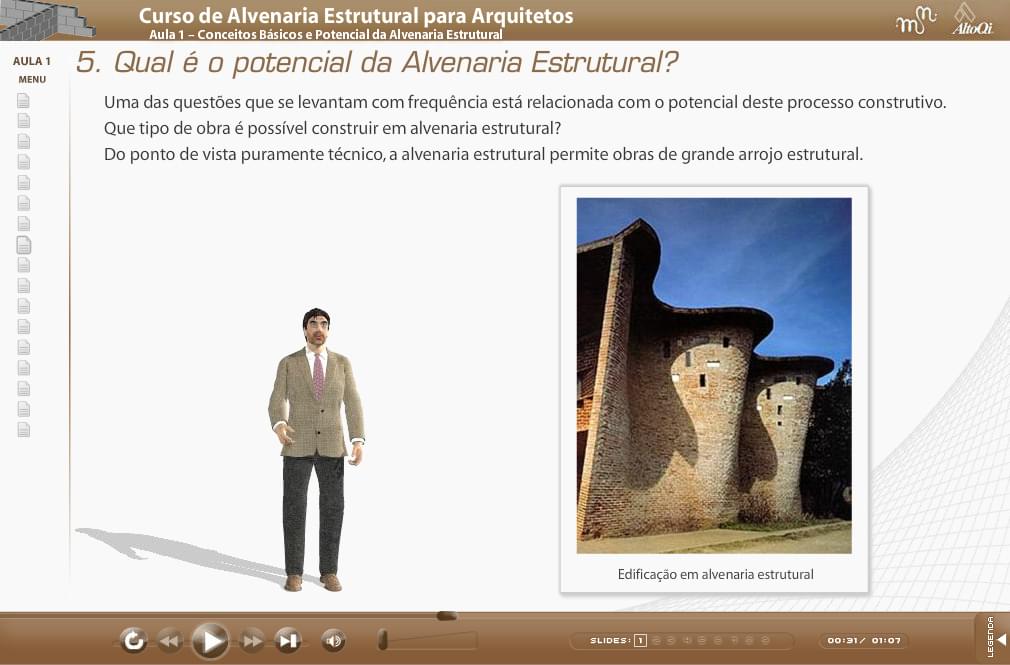 Curso de Alvenaria Estrutural para Arquitetos
Aula 1 – Conceitos Básicos e Potencial da Alvenaria Estrutural
AltoQi
AULA 1
MENU
5. Qual é o potencial da Alvenaria Estrutural?
Uma das questões que se levantam com frequência está relacionada com o potencial deste processo construtivo.
Que tipo de obra é possível construir em alvenaria estrutural?
Do ponto de vista puramente técnico, a alvenaria estrutural permite obras de grande arrojo estrutural.
Edificação em alvenaria estrutural
SLIDES: 1
00:31 / 01:07
LEGENDA